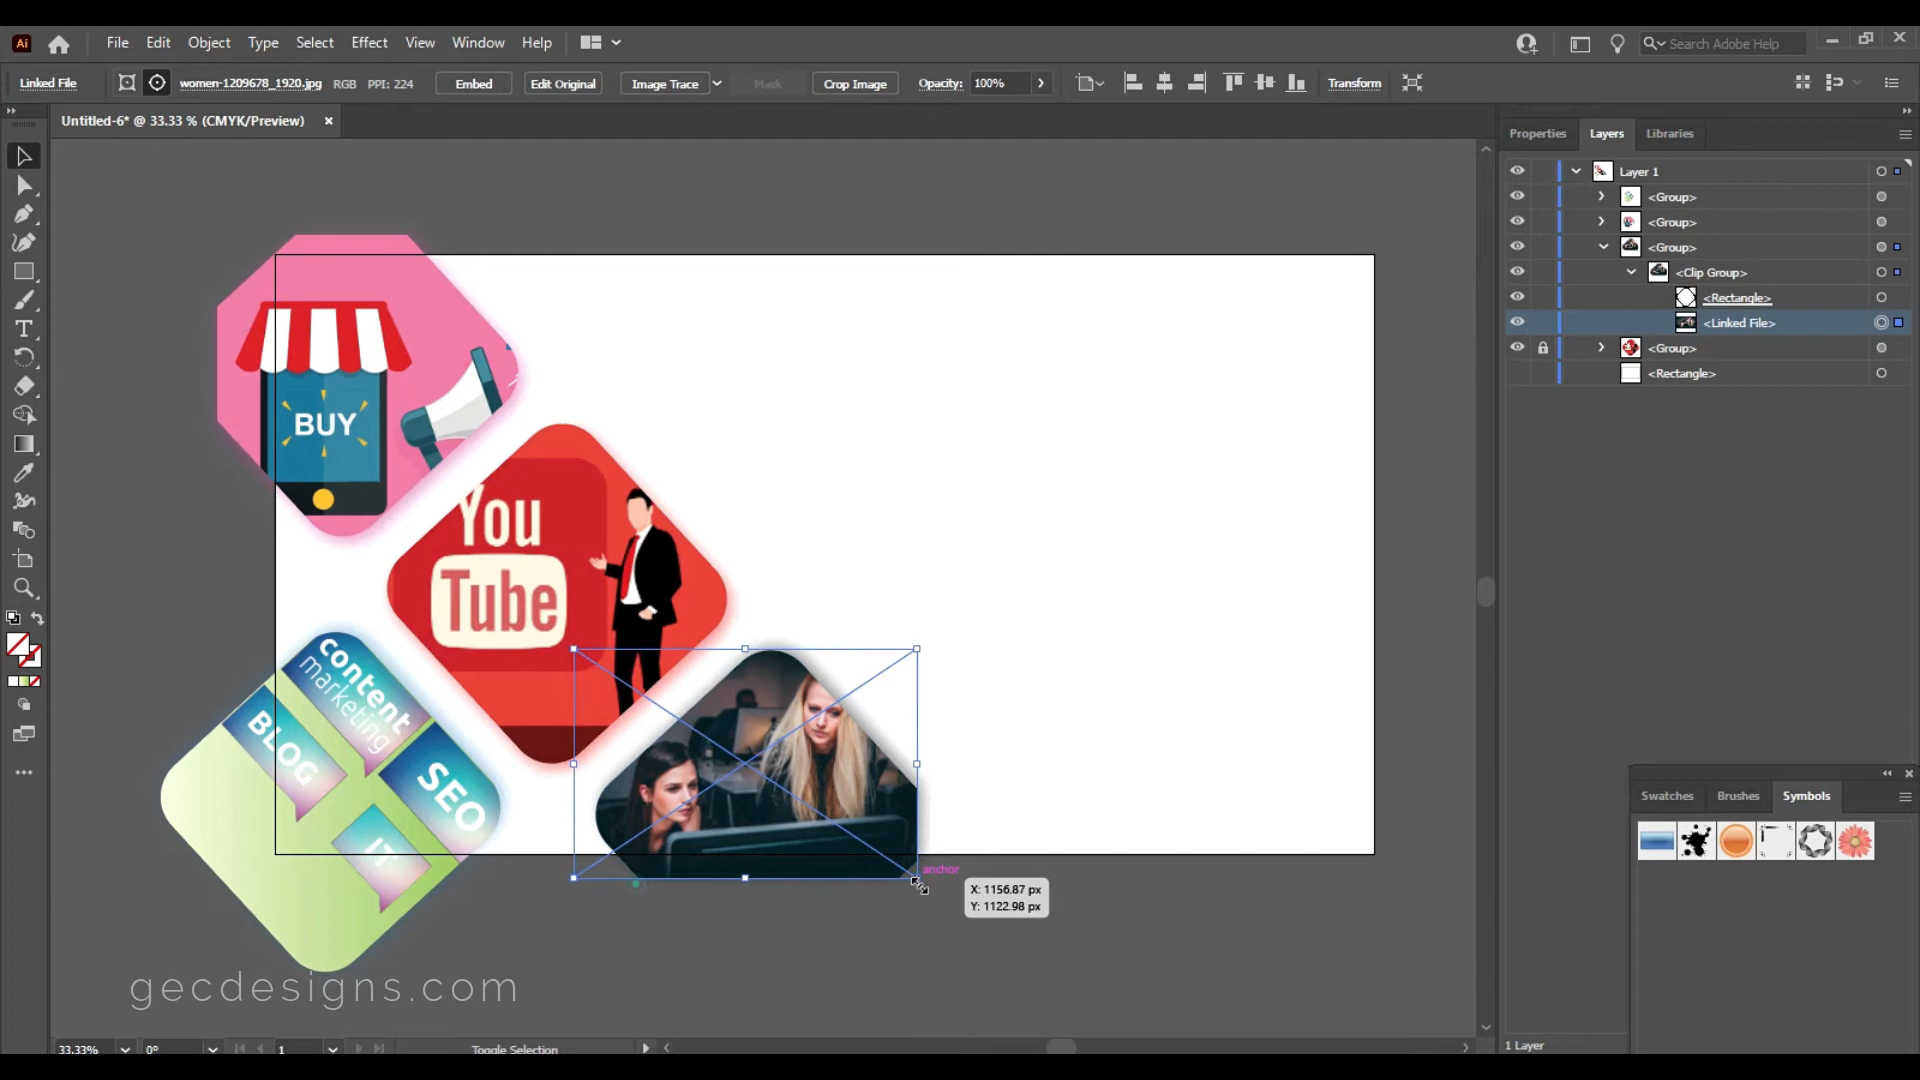 Ai File Edit Object Type Select Effect View Window Help Search Adobe Help
Linked File women-1209678_1920.jpg RGB PPI: 224 Embed Edit Original Image Trace Mask Crop Image Opacity: 100% Transform
Untitled-6* @ 33.33 % (CMYK/Preview)
Properties Layers Libraries
Layer 1
<Group>
<Group>
<Group>
<Clip Group>
<Rectangle>
<Linked File>
<Group>
<Rectangle>
BUY
You
Tube
content
marketing
BLOG
SEO
IT
anchor
X: 1156.87 px
Y: 1122.98 px
Swatches Brushes Symbols
gecdesigns.com
33.33% 0° 1 Toggle Selection
1 Layer